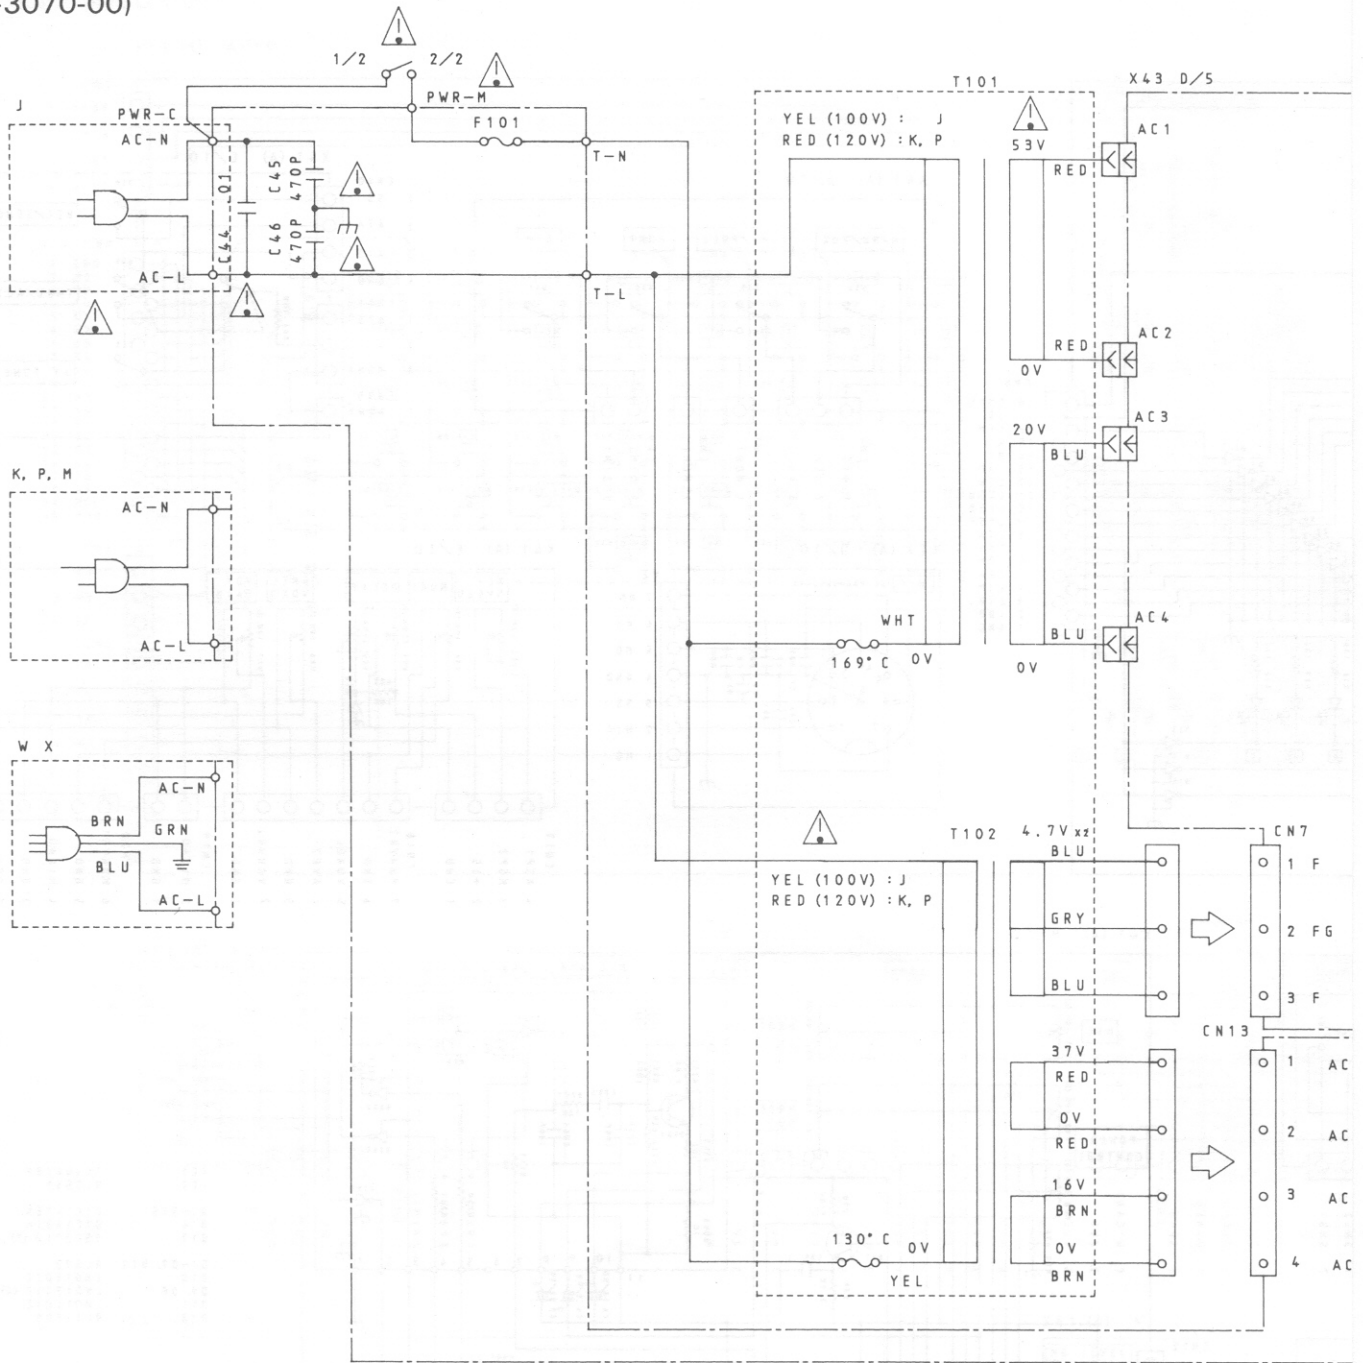 -3070-00)
1/2 2/2
PWR-M
PWR-C
F101
J
AC-N
AC-L
C44 .01
C45
470P
C46
470P
T-N
T-L
T101
YEL (100V) : J
RED (120V) : K, P
53V
RED
RED
0V
20V
BLU
BLU
0V
WHT
169°C 0V
X43 D/5
AC1
AC2
AC3
AC4
K, P, M
AC-N
AC-L
W X
AC-N
BRN
GRN
BLU
AC-L
T102
YEL (100V) : J
RED (120V) : K, P
4.7V x2
BLU
GRY
BLU
37V
RED
0V
RED
16V
BRN
0V
BRN
130°C 0V
YEL
CN7
1 F
2 FG
3 F
CN13
1 AC
2 AC
3 AC
4 AC